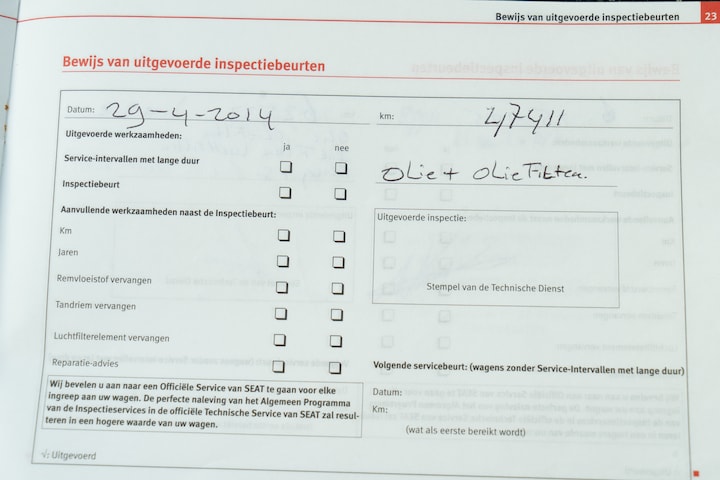 Bewijs van uitgevoerde inspectiebeurten 23
Bewijs van uitgevoerde inspectiebeurten
Datum: 29-4-2014 km: 47411
Uitgevoerde werkzaamheden:
ja nee
Service-intervallen met lange duur
OLie + OLieFiLter.
Inspectiebeurt
Aanvullende werkzaamheden naast de Inspectiebeurt:
Uitgevoerde inspectie:
Km
Jaren
Remvloeistof vervangen
Stempel van de Technische Dienst
Tandriem vervangen
Luchtfilterelement vervangen
Reparatie-advies
Volgende servicebeurt: (wagens zonder Service-Intervallen met lange duur)
Wij bevelen u aan naar een Officiële Service van SEAT te gaan voor elke
ingreep aan uw wagen. De perfecte naleving van het Algemeen Programma
van de Inspectieservices in de officiële Technische Service van SEAT zal resul-
teren in een hogere waarde van uw wagen.
Datum:
Km:
(wat als eerste bereikt wordt)
√: Uitgevoerd